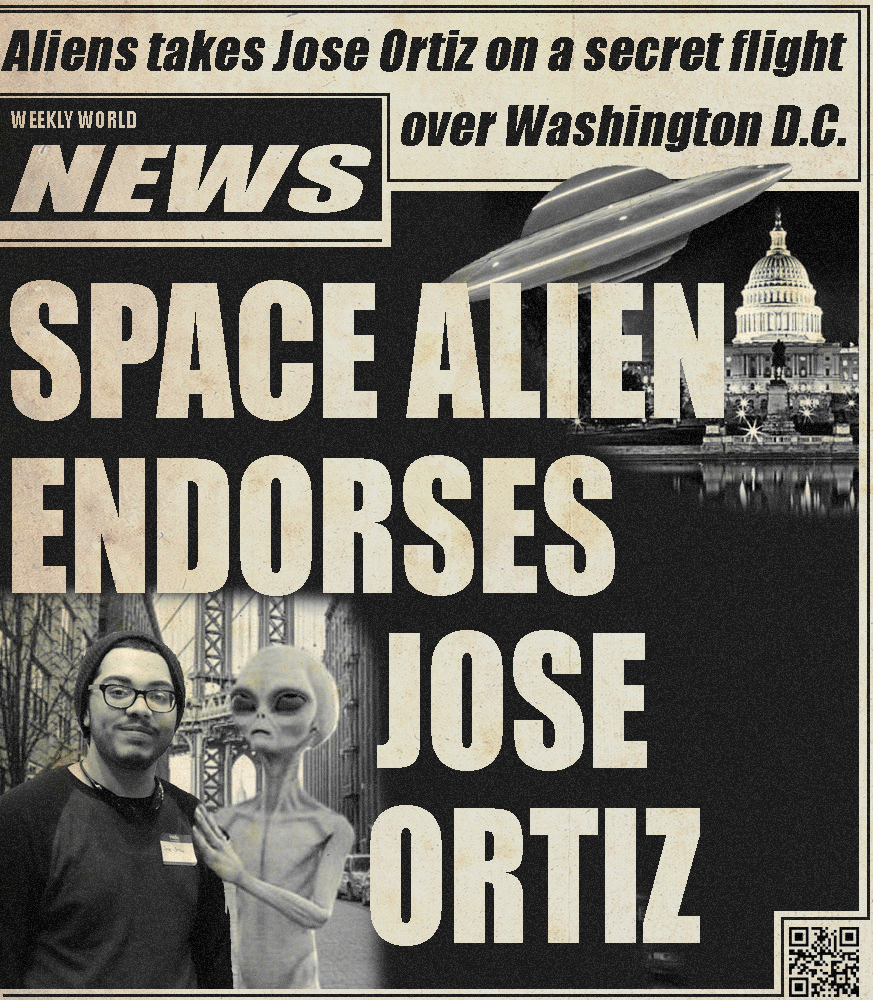 Aliens takes Jose Ortiz on a secret flight
over Washington D.C.
WEEKLY WORLD
NEWS
SPACE ALIEN
ENDORSES
JOSE
ORTIZ